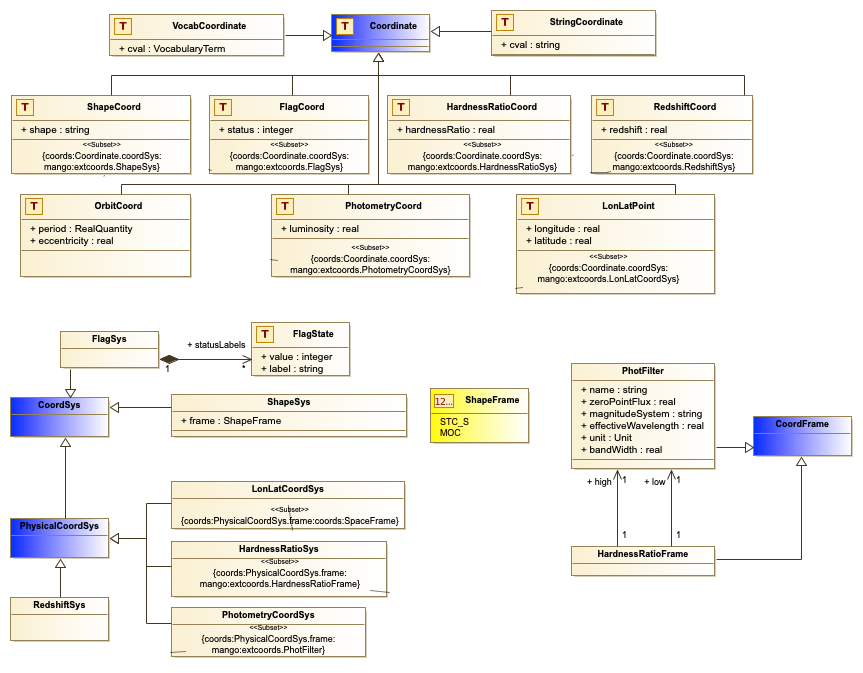 T VocabCoordinate
+ cval : VocabularyTerm
T Coordinate
T StringCoordinate
+ cval : string
T ShapeCoord
+ shape : string
<<Subset>>
{coords:Coordinate.coordSys:
mango:extcoords.ShapeSys}
T FlagCoord
+ status : integer
<<Subset>>
{coords:Coordinate.coordSys:
mango:extcoords.FlagSys}
T HardnessRatioCoord
+ hardnessRatio : real
<<Subset>>
{coords:Coordinate.coordSys:
mango:extcoords.HardnessRatioSys}
T RedshiftCoord
+ redshift : real
<<Subset>>
{coords:Coordinate.coordSys:
mango:extcoords.RedshiftSys}
T OrbitCoord
+ period : RealQuantity
+ eccentricity : real
T PhotometryCoord
+ luminosity : real
<<Subset>>
{coords:Coordinate.coordSys:
mango:extcoords.PhotometryCoordSys}
T LonLatPoint
+ longitude : real
+ latitude : real
<<Subset>>
{coords:Coordinate.coordSys:
mango:extcoords.LonLatCoordSys}
FlagSys
+ statusLabels
1
*
T FlagState
+ value : integer
+ label : string
CoordSys
ShapeSys
+ frame : ShapeFrame
12... ShapeFrame
STC_S
MOC
PhotFilter
+ name : string
+ zeroPointFlux : real
+ magnitudeSystem : string
+ effectiveWavelength : real
+ unit : Unit
+ bandWidth : real
CoordFrame
+ high 1
+ low 1
1
1
HardnessRatioFrame
LonLatCoordSys
<<Subset>>
{coords:PhysicalCoordSys.frame:coords:SpaceFrame}
PhysicalCoordSys
HardnessRatioSys
<<Subset>>
{coords:PhysicalCoordSys.frame:
mango:extcoords.HardnessRatioFrame}
RedshiftSys
PhotometryCoordSys
<<Subset>>
{coords:PhysicalCoordSys.frame:
mango:extcoords.PhotFilter}